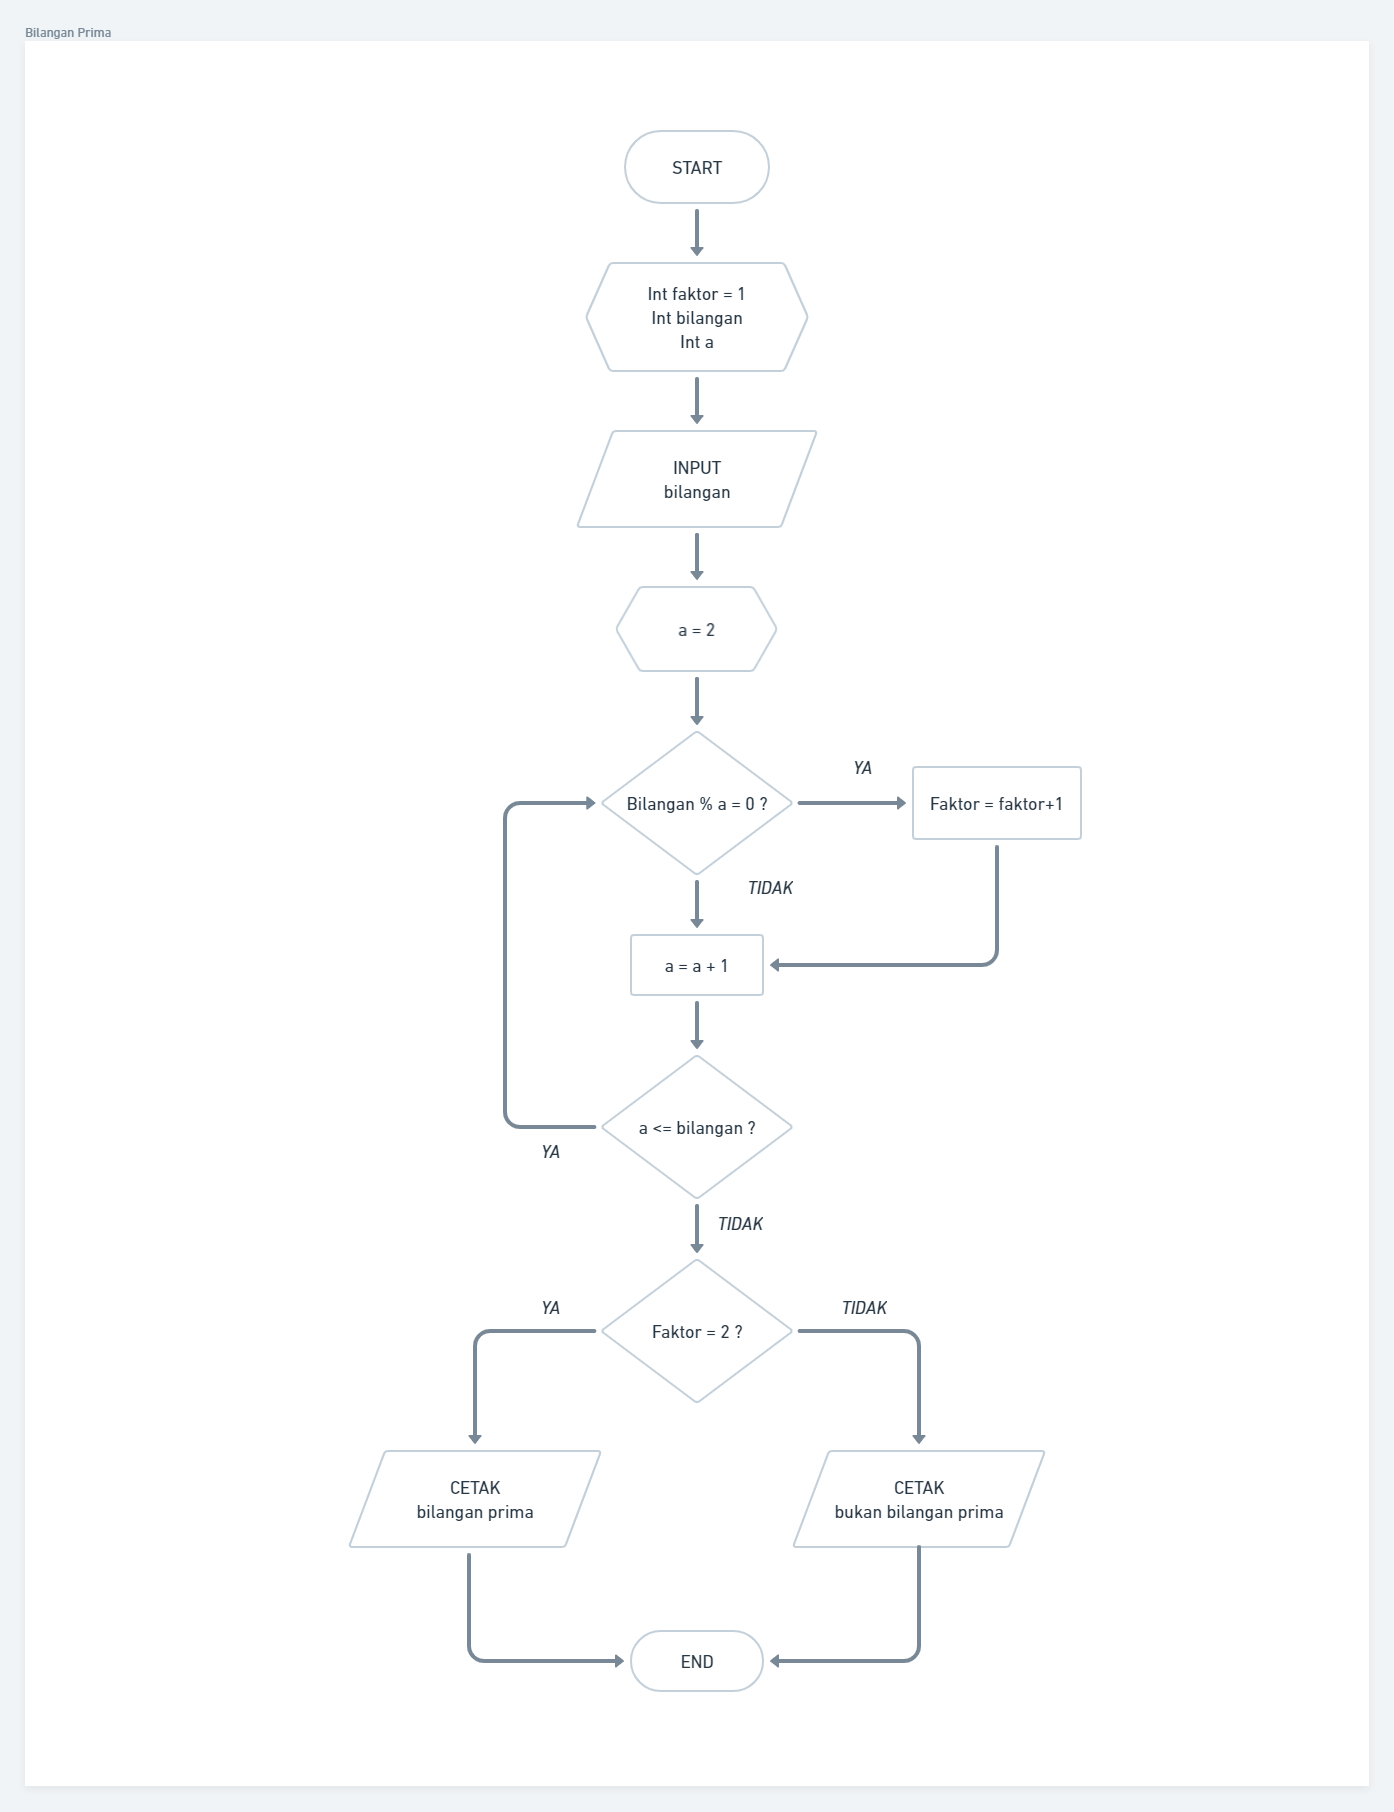 Bilangan Prima
START
Int faktor = 1
Int bilangan
Int a
INPUT
bilangan
a = 2
Bilangan % a = 0 ?
YA
Faktor = faktor+1
TIDAK
a = a + 1
a <= bilangan ?
YA
TIDAK
Faktor = 2 ?
YA
TIDAK
CETAK
bilangan prima
CETAK
bukan bilangan prima
END